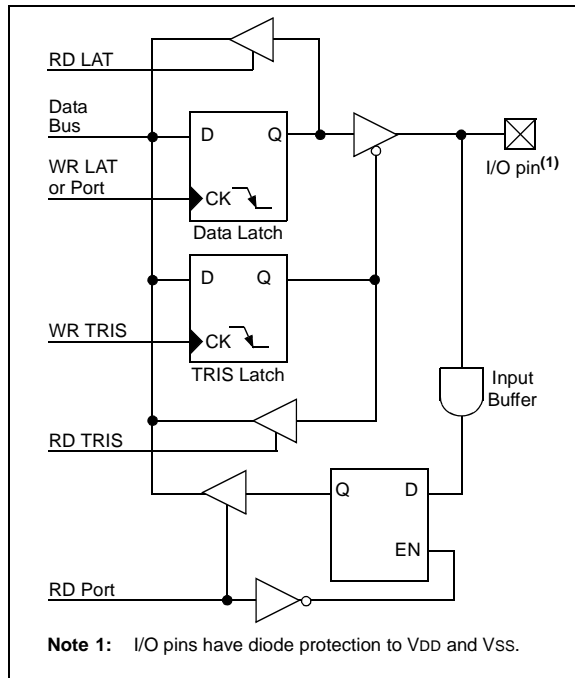 RD LAT
Data
Bus
D Q
WR LAT
or Port
CK
Data Latch
I/O pin(1)
D Q
WR TRIS
CK
TRIS Latch
Input
Buffer
RD TRIS
Q D
EN
RD Port
Note 1: I/O pins have diode protection to VDD and VSS.